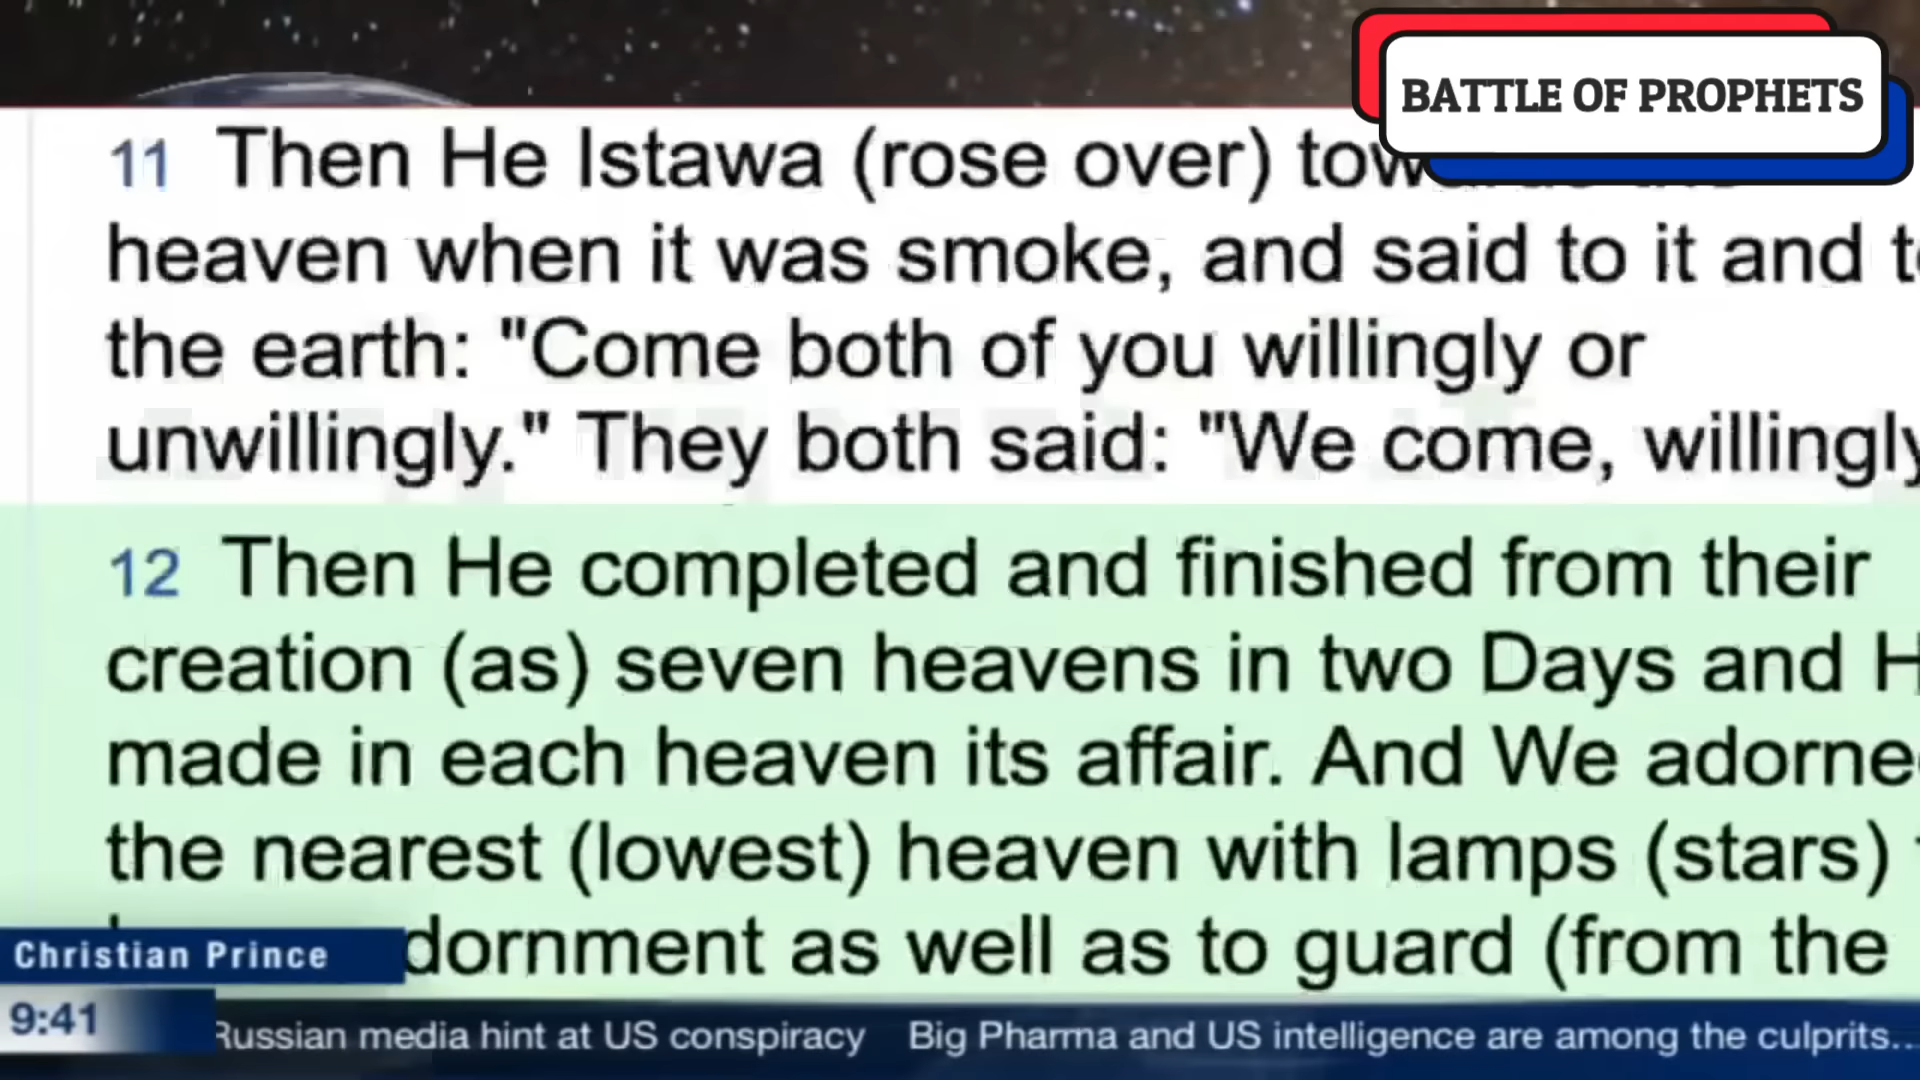 BATTLE OF PROPHETS
11 Then He Istawa (rose over)
heaven when it was smoke, and said to it and
the earth: "Come both of you willingly or
unwillingly." They both said: "We come, willingly
12 Then He completed and finished from their
creation (as) seven heavens in two Days and H
made in each heaven its affair. And We adorne
the nearest (lowest) heaven with lamps (stars)
dornment as well as to guard (from the
Christian Prince
9:41
Russian media hint at US conspiracy Big Pharma and US intelligence are among the culprits...